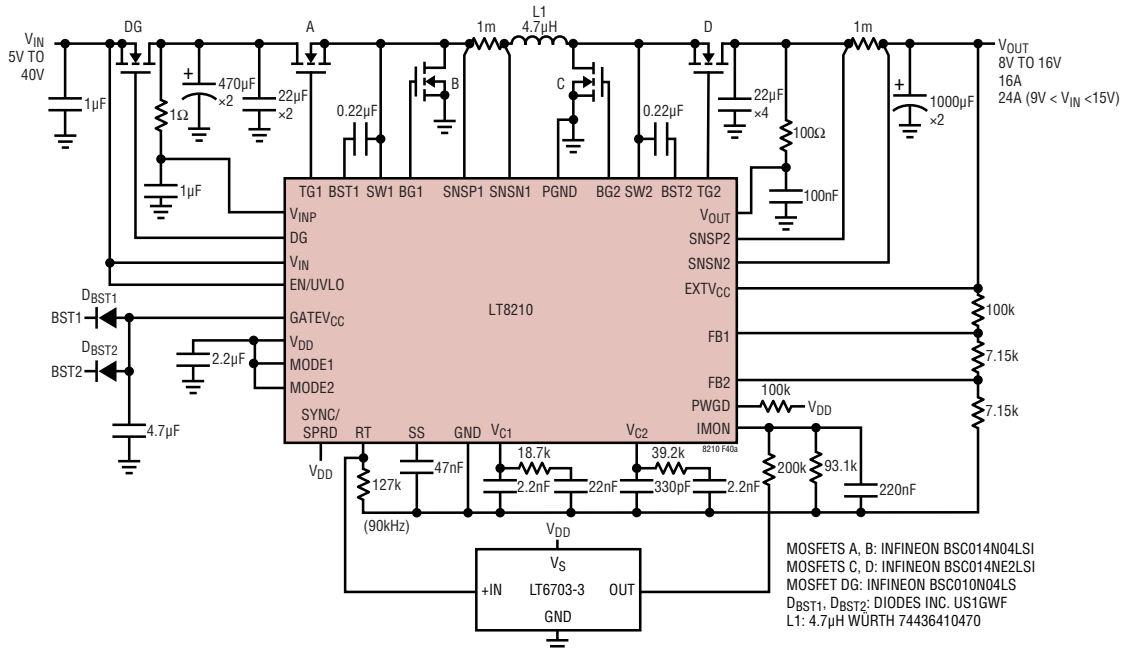 DG
A
1m
L1
4.7µH
D
1m
VIN
5V TO
40V
VOUT
8V TO 16V
16A
24A (9V < VIN <15V)
1µF
1Ω
+
470µF
×2
22µF
×2
0.22µF
B
C
0.22µF
22µF
×4
100Ω
+
1000µF
×2
1µF
100nF
TG1 BST1 SW1 BG1 SNSP1 SNSN1 PGND BG2 SW2 BST2 TG2
VINP
DG
VIN
EN/UVLO
GATEVCC
VDD
MODE1
MODE2
LT8210
VOUT
SNSP2
SNSN2
EXTVCC
FB1
FB2
PWGD
IMON
8210 F40a
DBST1
BST1
DBST2
BST2
2.2µF
4.7µF
100k
7.15k
7.15k
100k
VDD
SYNC/
SPRD RT SS GND VC1 VC2
VDD
127k
(90kHz)
47nF
18.7k
2.2nF
22nF
39.2k
330pF
2.2nF
200k
93.1k
220nF
VDD
VS
+IN LT6703-3 OUT
GND
MOSFETS A, B: INFINEON BSC014N04LSI
MOSFETS C, D: INFINEON BSC014NE2LSI
MOSFET DG: INFINEON BSC010N04LS
DBST1, DBST2: DIODES INC. US1GWF
L1: 4.7µH WÜRTH 74436410470